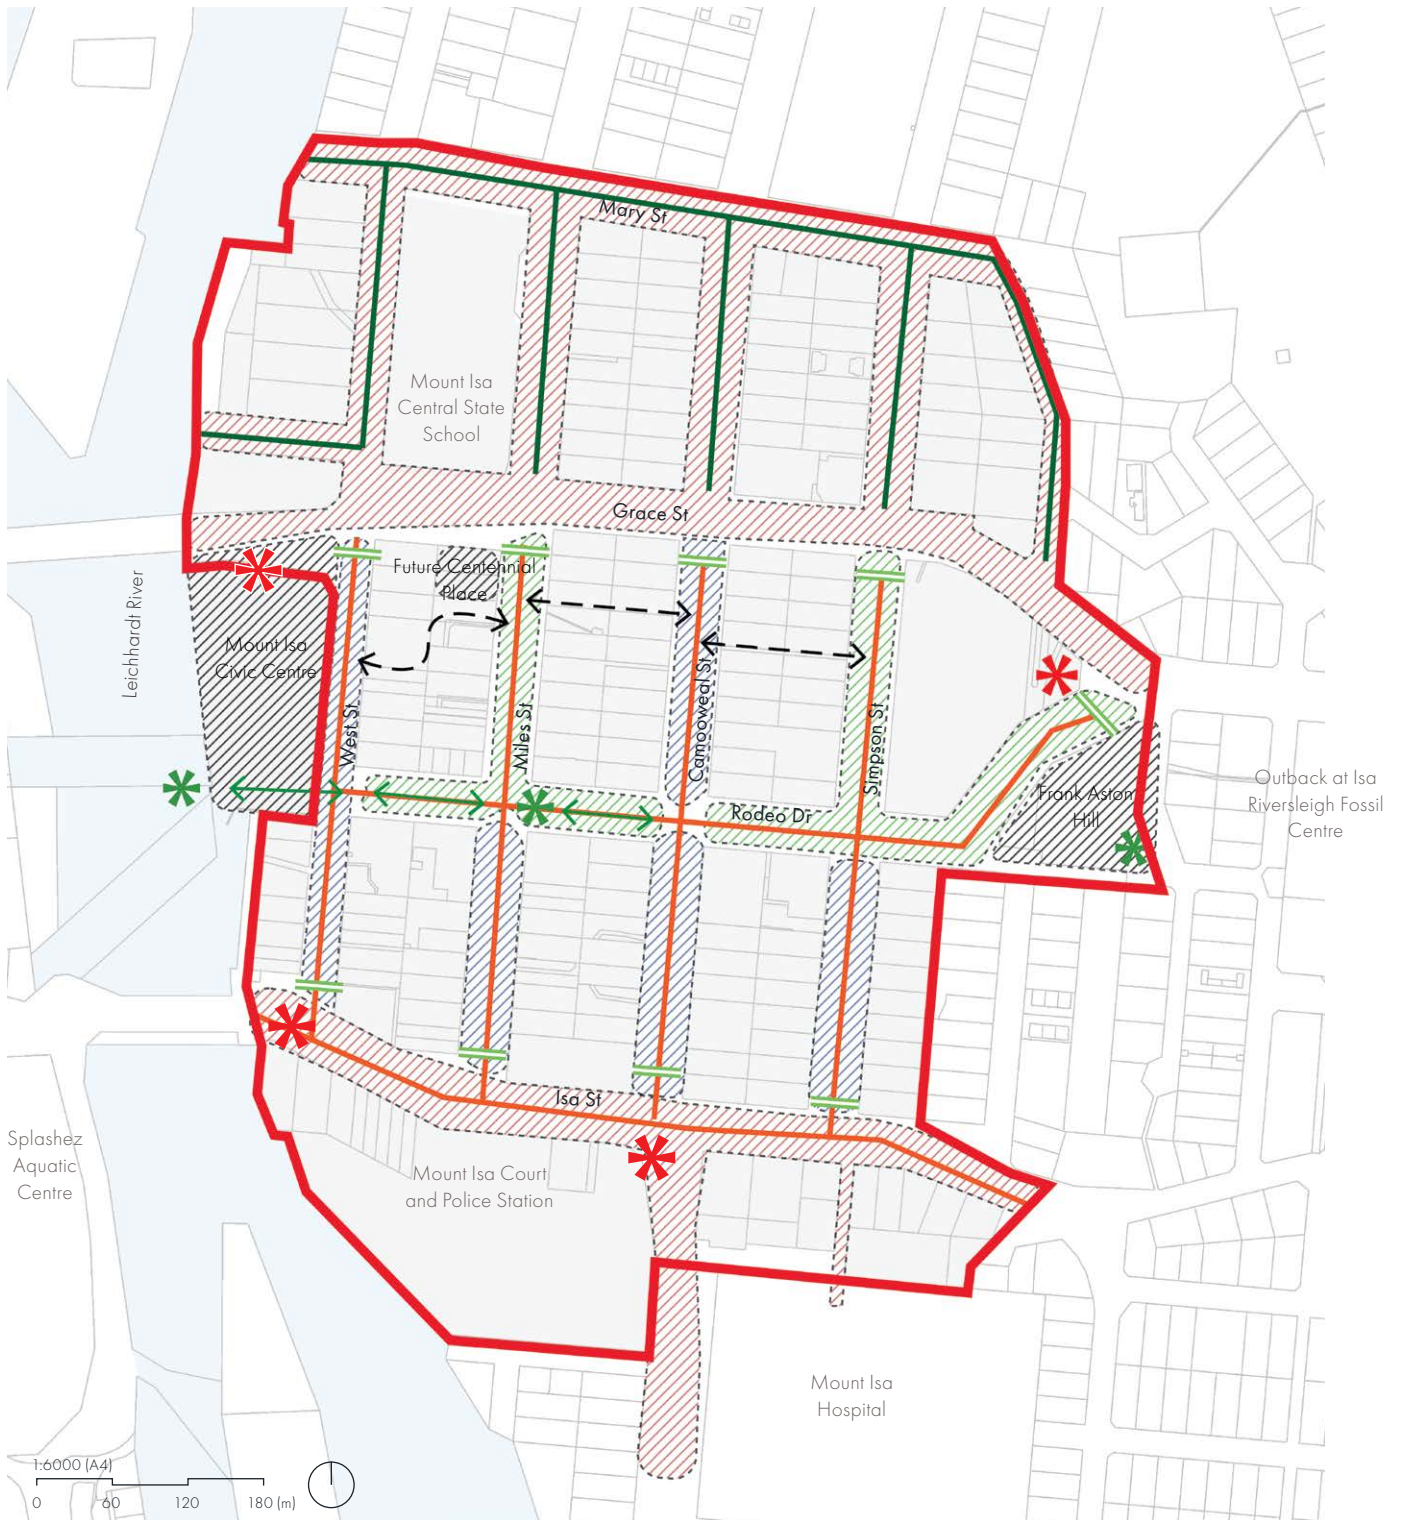 Mary St
Mount Isa
Central State
School
Grace St
Future Centennial
Place
Leichhardt River
Mount Isa
Civic Centre
West St
Miles St
Camooweal St
Simpson St
Rodeo Dr
Frank Aston
Hill
Outback at Isa
Riversleigh Fossil
Centre
Isa St
Splashez
Aquatic
Centre
Mount Isa Court
and Police Station
Mount Isa
Hospital
1:6000 (A4)
0 60 120 180 (m)